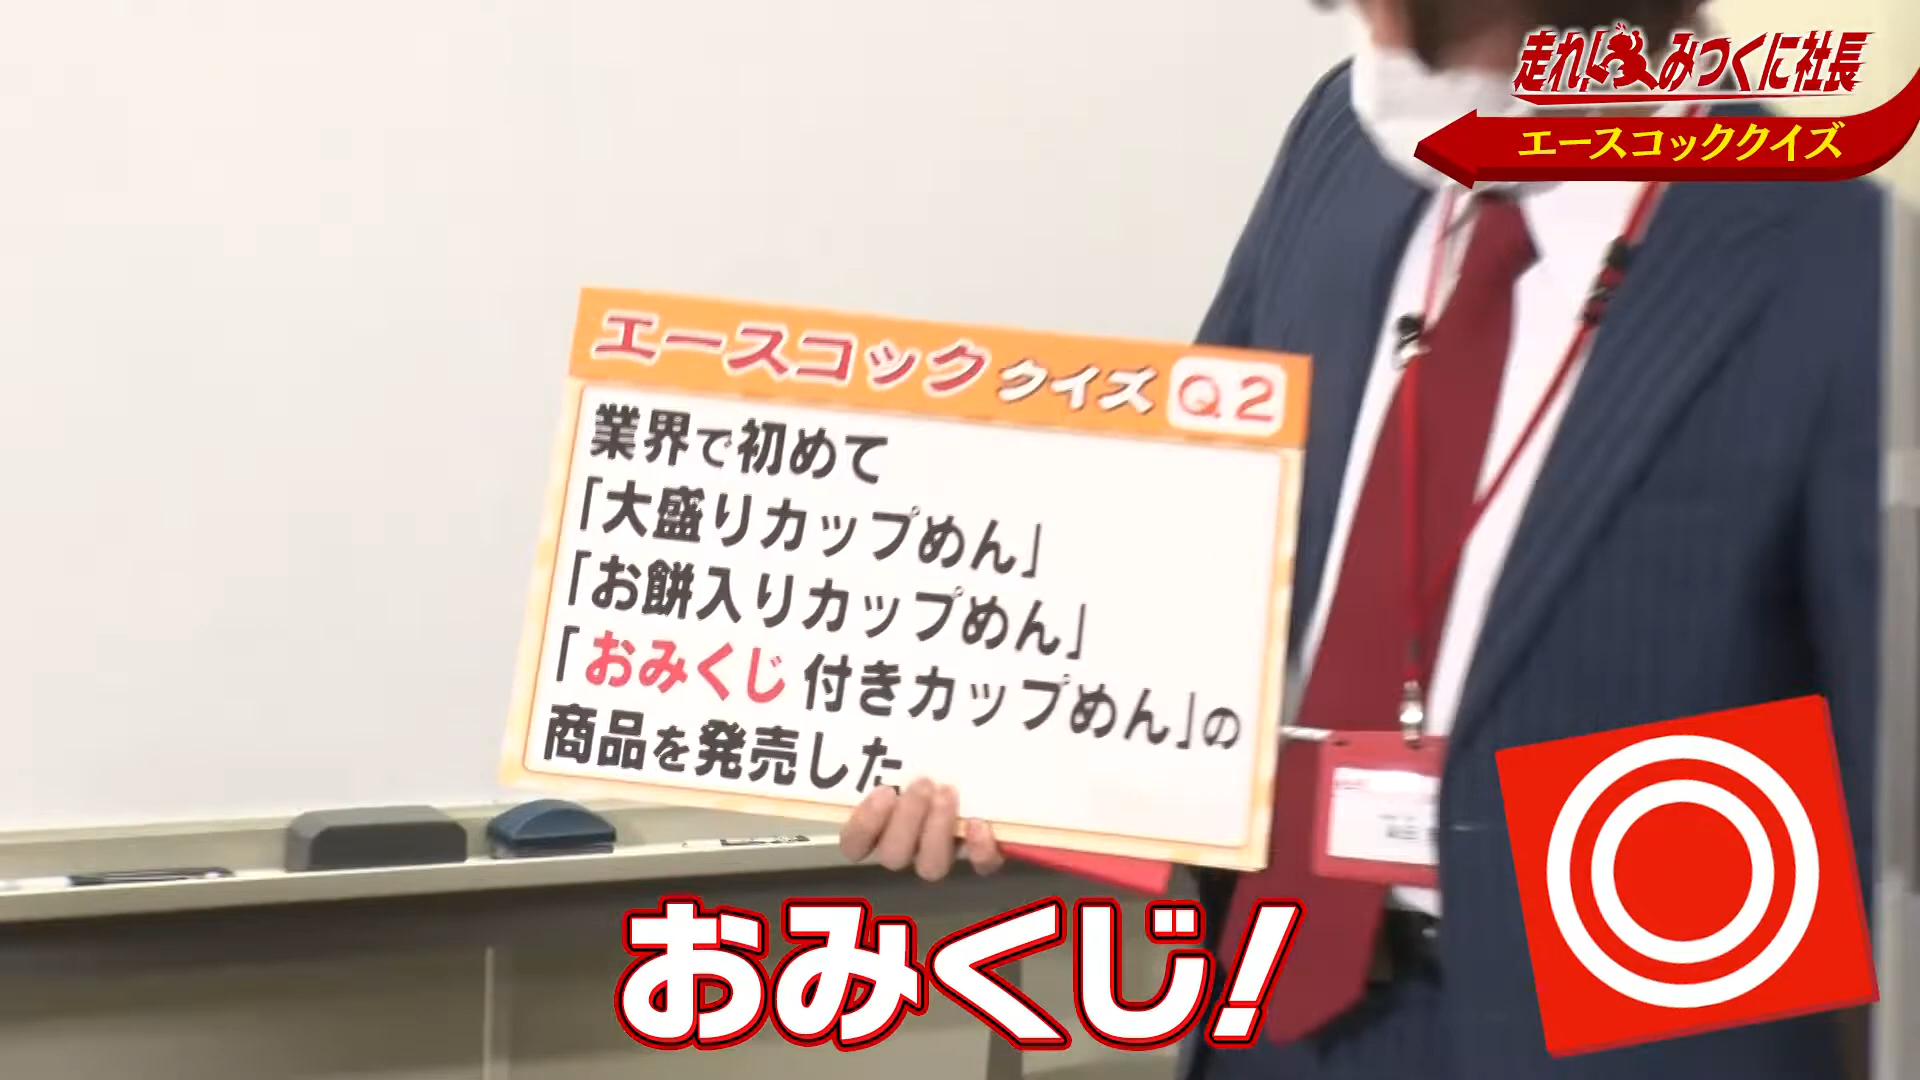 走れ!みつくに社長
エースコッククイズ
エースコック クイズ Q2
業界で初めて
「大盛りカップめん」
「お餅入りカップめん」
「おみくじ付きカップめん」の
商品を発売した
おみくじ!